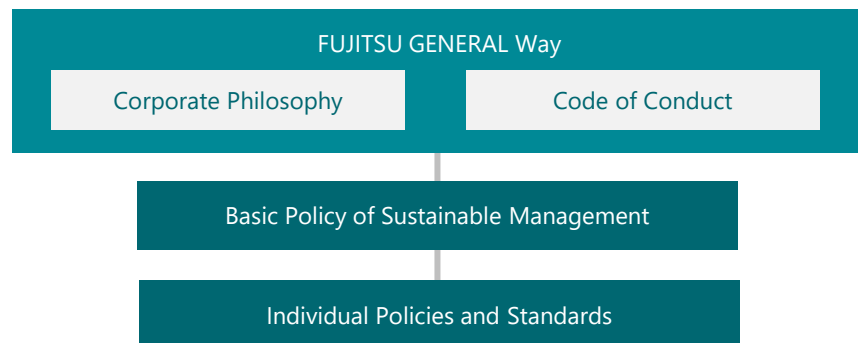 FUJITSU GENERAL Way
Corporate Philosophy
Code of Conduct
Basic Policy of Sustainable Management
Individual Policies and Standards